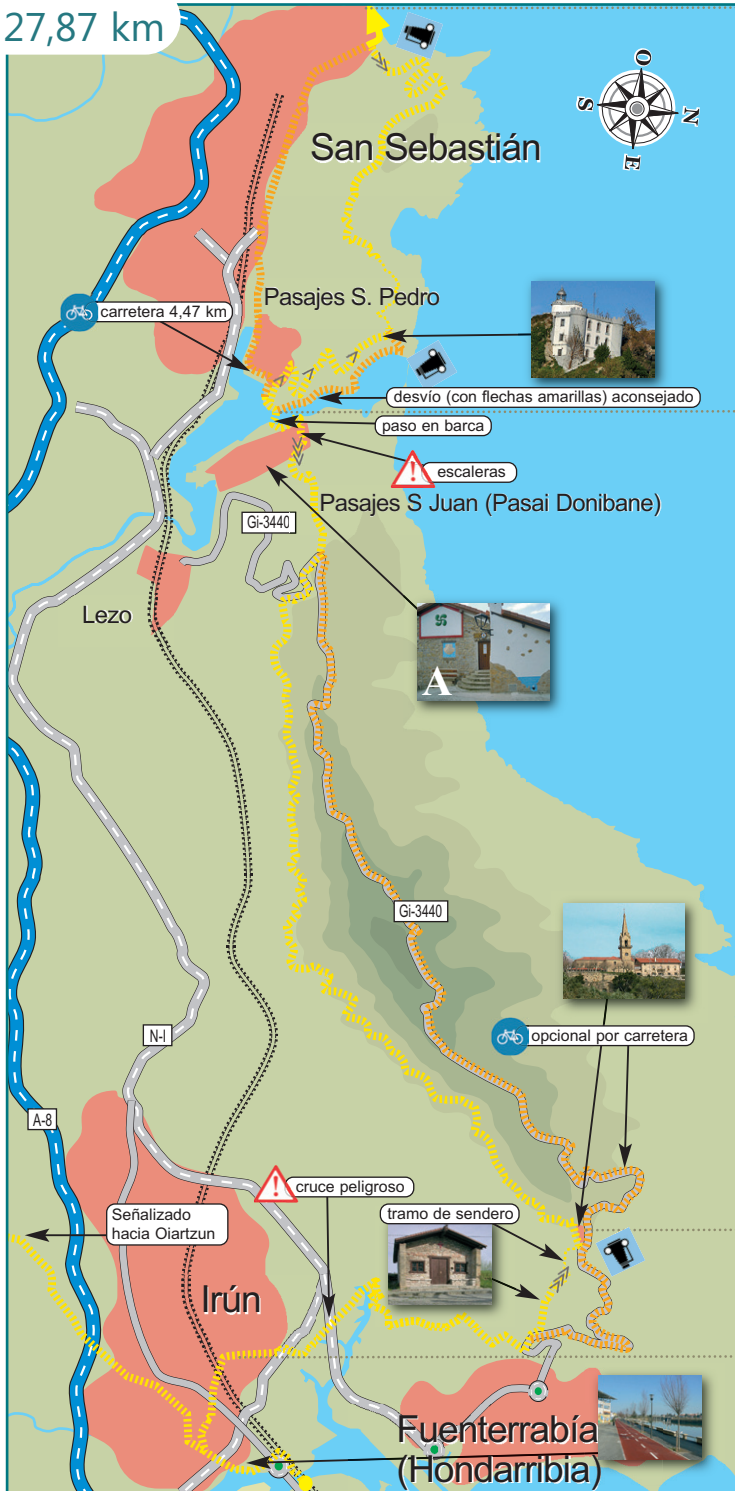 27,87 km
O
N
S
E
San Sebastián
Pasajes S. Pedro
carretera 4,47 km
desvío (con flechas amarillas) aconsejado
paso en barca
escaleras
Pasajes S Juan (Pasai Donibane)
Gi-3440
Lezo
A
Gi-3440
opcional por carretera
N-I
A-8
cruce peligroso
Señalizado
hacia Oiartzun
tramo de sendero
Irún
Fuenterrabía
(Hondarribia)